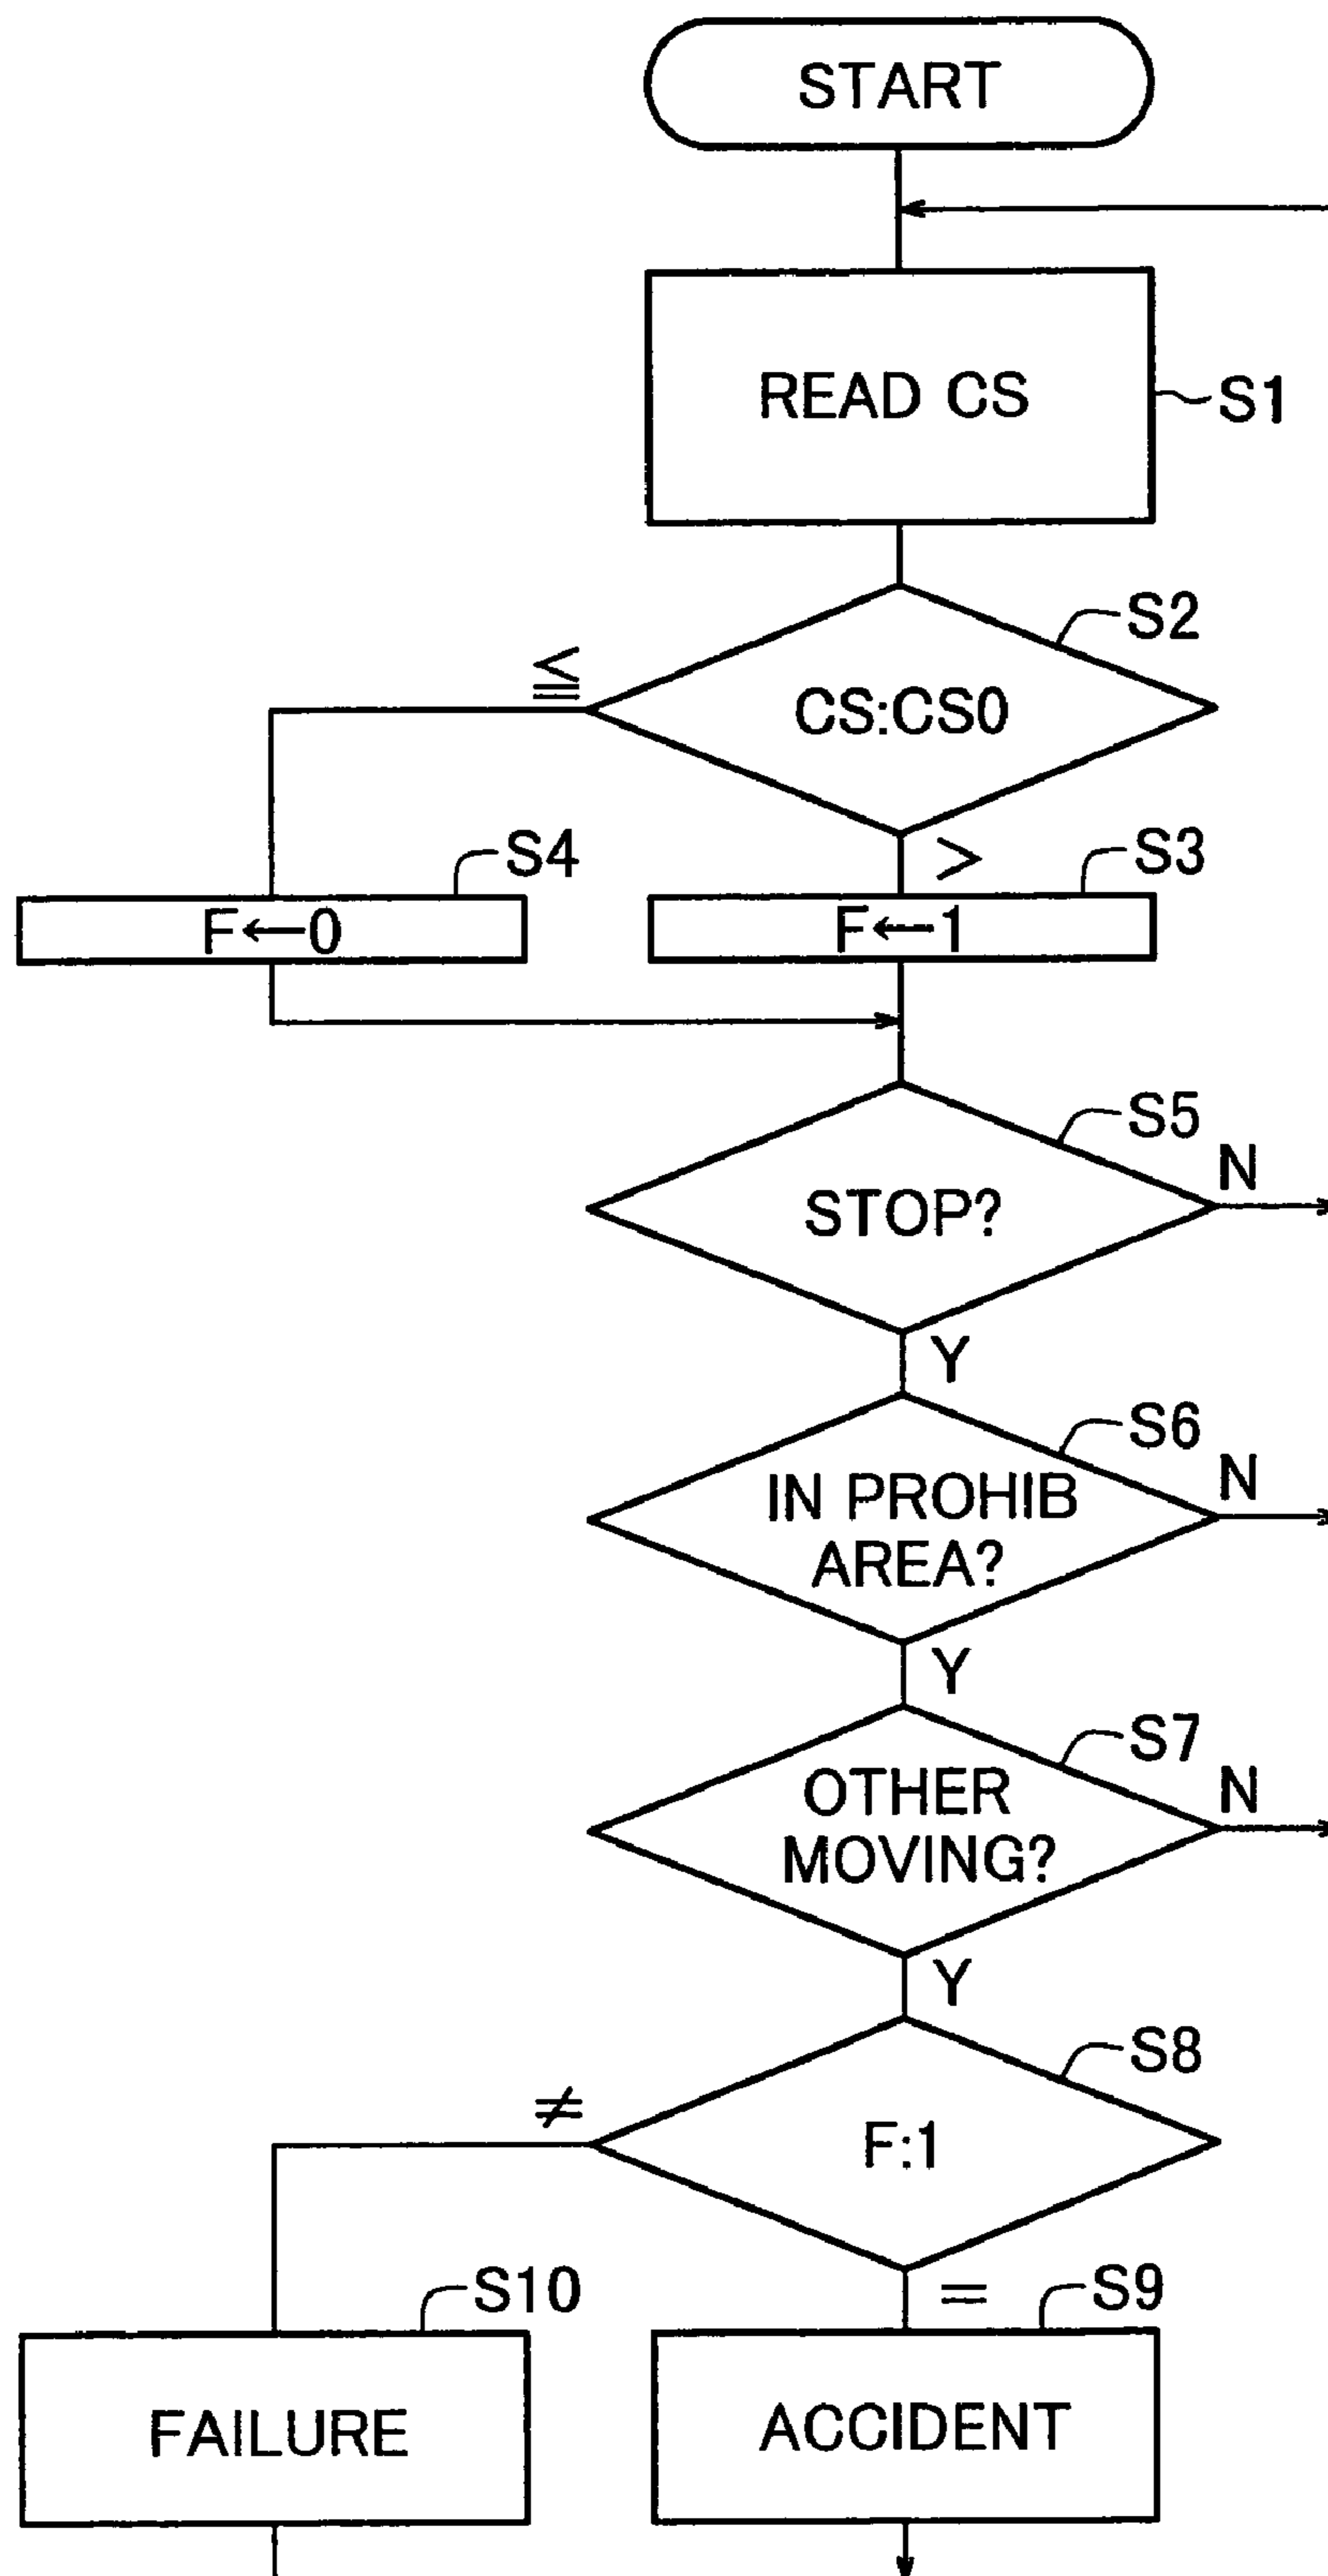 START
READ CS
S1
S2
≦
CS:CS0
S4
>
S3
F←0
F←1
S5
N
STOP?
Y
S6
N
IN PROHIB
AREA?
Y
S7
N
OTHER
MOVING?
Y
S8
≠
F:1
S10
=
S9
FAILURE
ACCIDENT